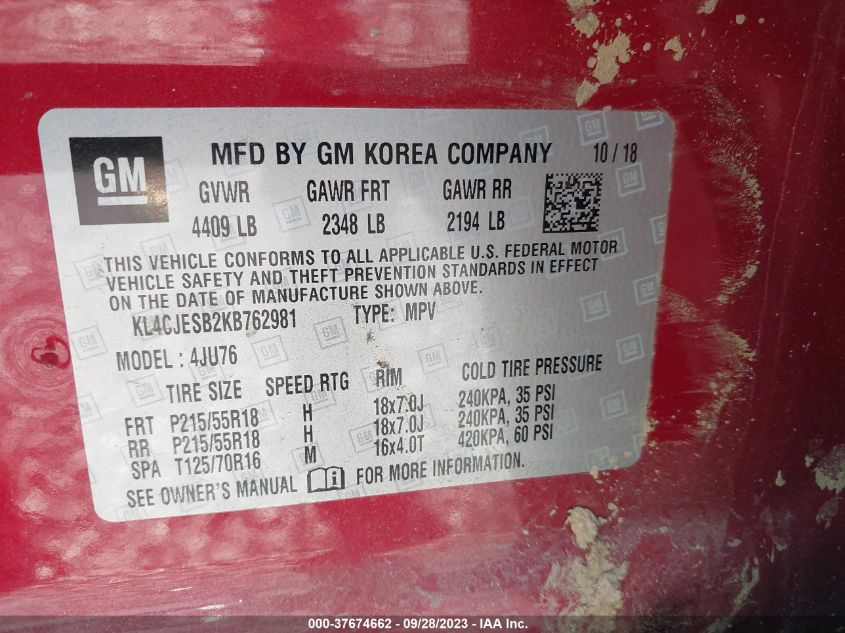 GM MFD BY GM KOREA COMPANY 10/18
GVWR GAWR FRT GAWR RR
4409 LB 2348 LB 2194 LB
THIS VEHICLE CONFORMS TO ALL APPLICABLE U.S. FEDERAL MOTOR
VEHICLE SAFETY AND THEFT PREVENTION STANDARDS IN EFFECT
ON THE DATE OF MANUFACTURE SHOWN ABOVE.
KL4CJESB2KB762981 TYPE: MPV
MODEL: 4JU76
TIRE SIZE SPEED RTG RIM COLD TIRE PRESSURE
FRT P215/55R18 H 18x7.0J 240KPA, 35 PSI
RR P215/55R18 H 18x7.0J 240KPA, 35 PSI
SPA T125/70R16 M 16x4.0T 420KPA, 60 PSI
SEE OWNER'S MANUAL FOR MORE INFORMATION.
000-37674662 - 09/28/2023 - IAA Inc.